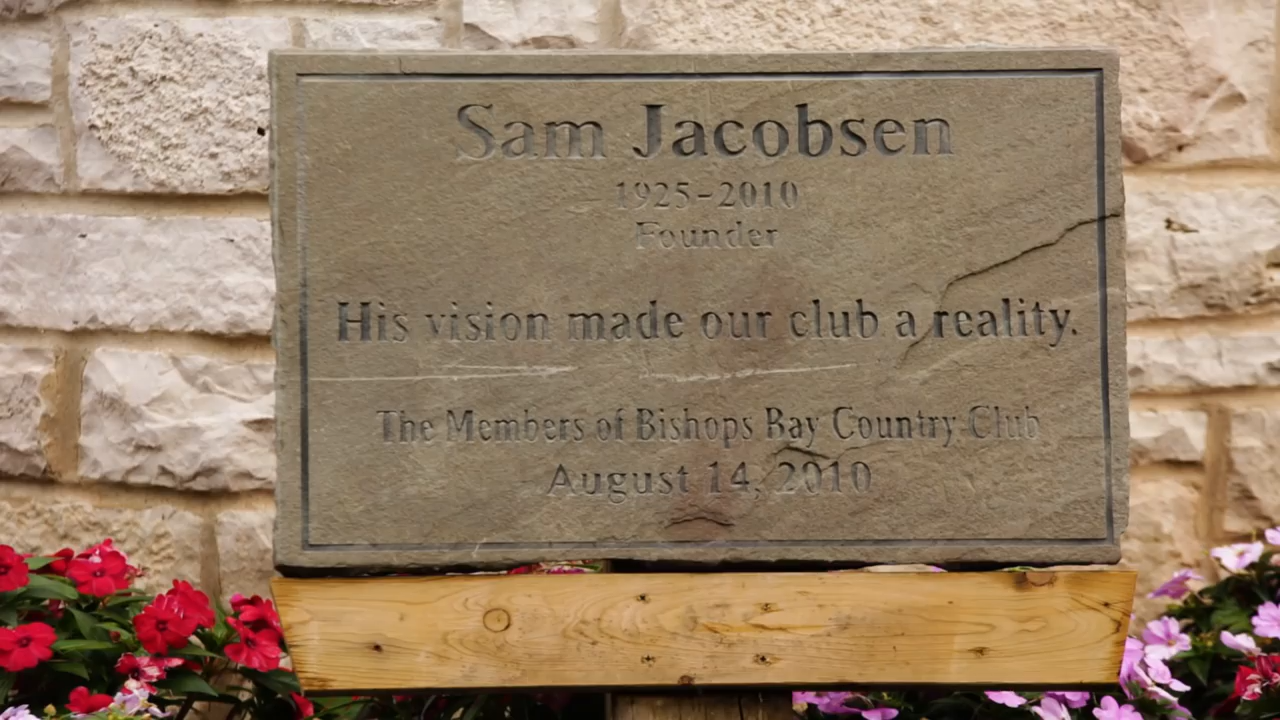 Sam Jacobsen
1925-2010
Founder
His vision made our club a reality.
The Members of Bishops Bay Country Club
August 14, 2010